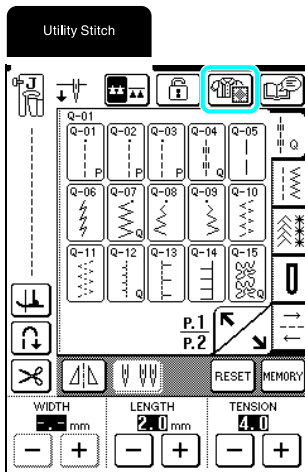 Utility Stitch
J
Q-01
Q-01 Q-02 Q-03 Q-04 Q-05
P P P Q
Q
Q-06 Q-07 Q-08 Q-09 Q-10
Q
Q-11 Q-12 Q-13 Q-14 Q-15
Q Q
P.1
P.2
RESET MEMORY
WIDTH LENGTH TENSION
-.- mm 2.0 mm 4.0
− + − + − +